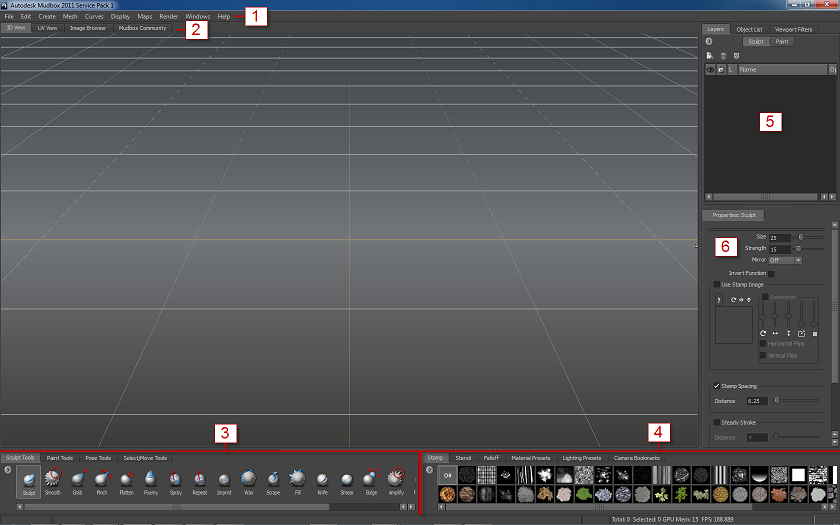 Autodesk Mudbox 2011 Service Pack 1
File Edit Create Mesh Curves Display Maps Render Windows Help
1
3D View UV View Image Browser Mudbox Community
2
Layers Object List Viewport Filters
Sculpt Paint
L Name Op
5
Properties: Sculpt
6
Size 25
Strength 15
Mirror Off
Invert Function
Use Stamp Image
Randomize
Horizontal Flips
Vertical Flips
Stamp Spacing
Distance 6.25
Steady Stroke
Distance
3
4
Sculpt Tools Paint Tools Pose Tools Select/Move Tools
Sculpt Smooth Grab Pinch Flatten Foamy Spray Repeat Imprint Wax Scrape Fill Knife Smear Bulge Amplify F
Stamp Stencil Falloff Material Presets Lighting Presets Camera Bookmarks
Off
Total: 0 Selected: 0 GPU Mem: 15 FPS: 188.889